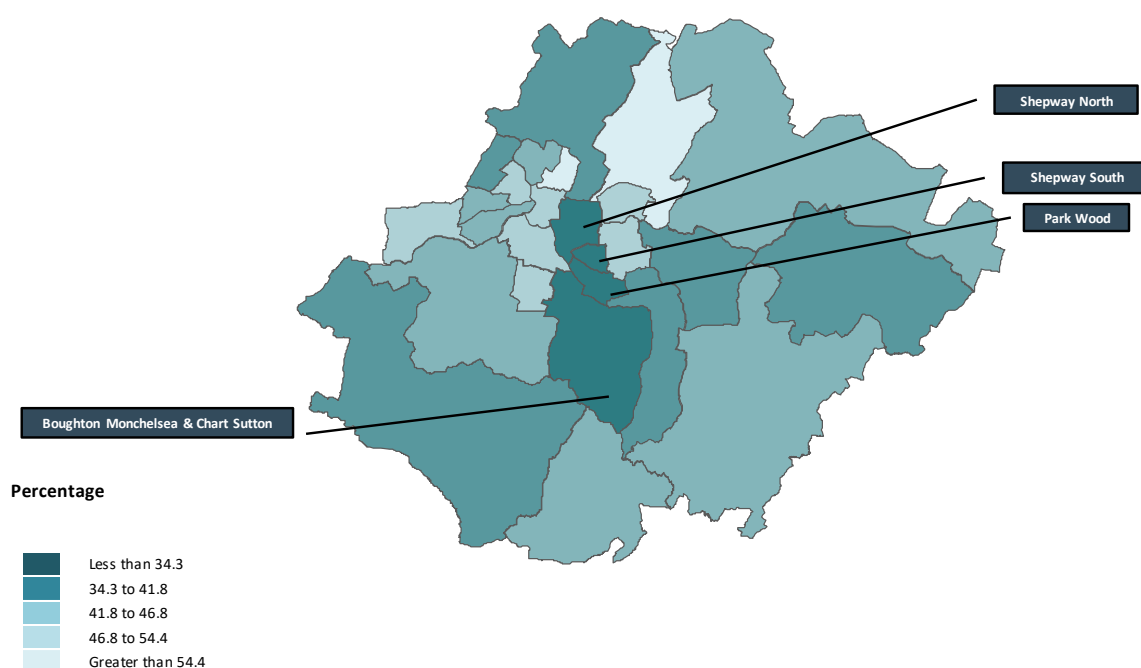 Shepway North
Shepway South
Park Wood
Boughton Monchelsea & Chart Sutton
Percentage
Less than 34.3
34.3 to 41.8
41.8 to 46.8
46.8 to 54.4
Greater than 54.4